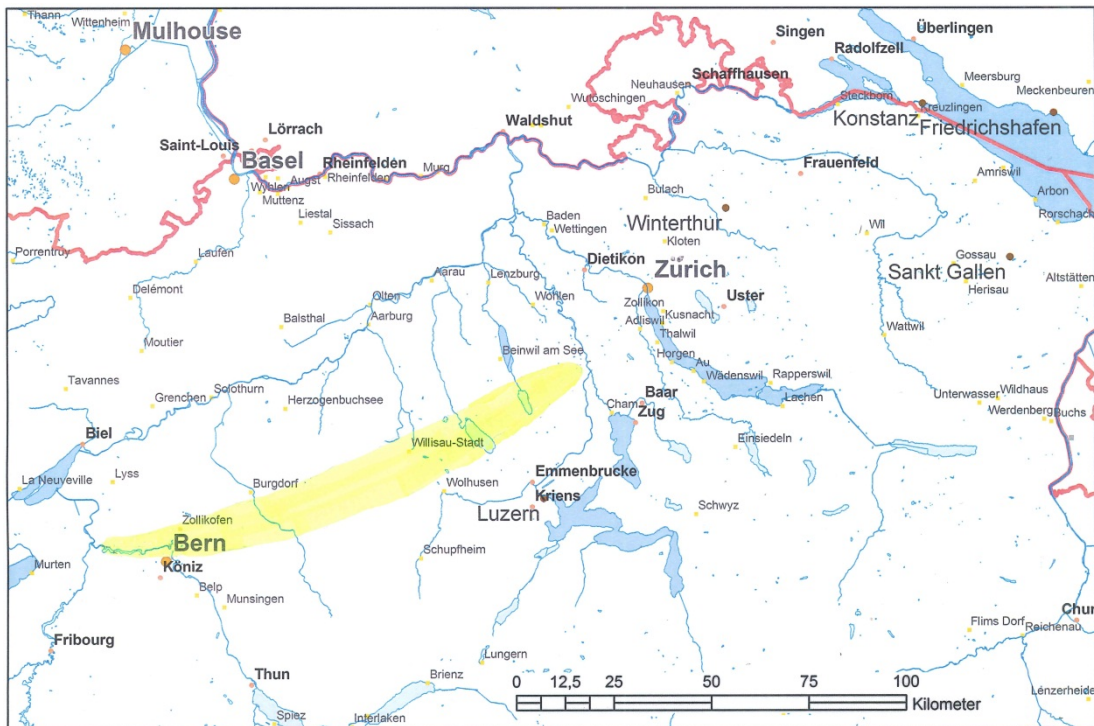 Thann
Wittenheim
Mulhouse
Singen
Überlingen
Radolfzell
Schaffhausen
Neuhausen
Meersburg
Meckenbeuren
Wutöschingen
Steckborn
Kreuzlingen
Konstanz
Friedrichshafen
Waldshut
Lörrach
Saint-Louis
Basel
Rheinfelden
Augst
Rheinfelden
Murg
Wyhlen
Muttenz
Frauenfeld
Amriswil
Arbon
Rorschach
Bulach
Liestal
Sissach
Baden
Wettingen
Winterthur
Wil
Kloten
Porrentruy
Laufen
Dietikon
Zürich
Gossau
Sankt Gallen
Herisau
Altstätten
Aarau
Lenzburg
Wohlen
Delémont
Olten
Aarburg
Balsthal
Zollikon
Uster
Kusnacht
Adliswil
Thalwil
Wattwil
Moutier
Beinwil am See
Horgen
Au
Wädenswil
Rapperswil
Tavannes
Solothurn
Grenchen
Herzogenbuchsee
Cham
Baar
Zug
Lachen
Unterwasser
Wildhaus
Werdenberg
Buchs
Biel
Willisau-Stadt
Einsiedeln
La Neuveville
Lyss
Burgdorf
Wolhusen
Emmenbrucke
Kriens
Luzern
Schwyz
Zollikofen
Bern
Schupfheim
Murten
Köniz
Belp
Munsingen
Fribourg
Flims Dorf
Reichenau
Chur
Thun
Lungern
Brienz
Spiez
Interlaken
Lenzerheide
0 12,5 25 50 75 100
Kilometer